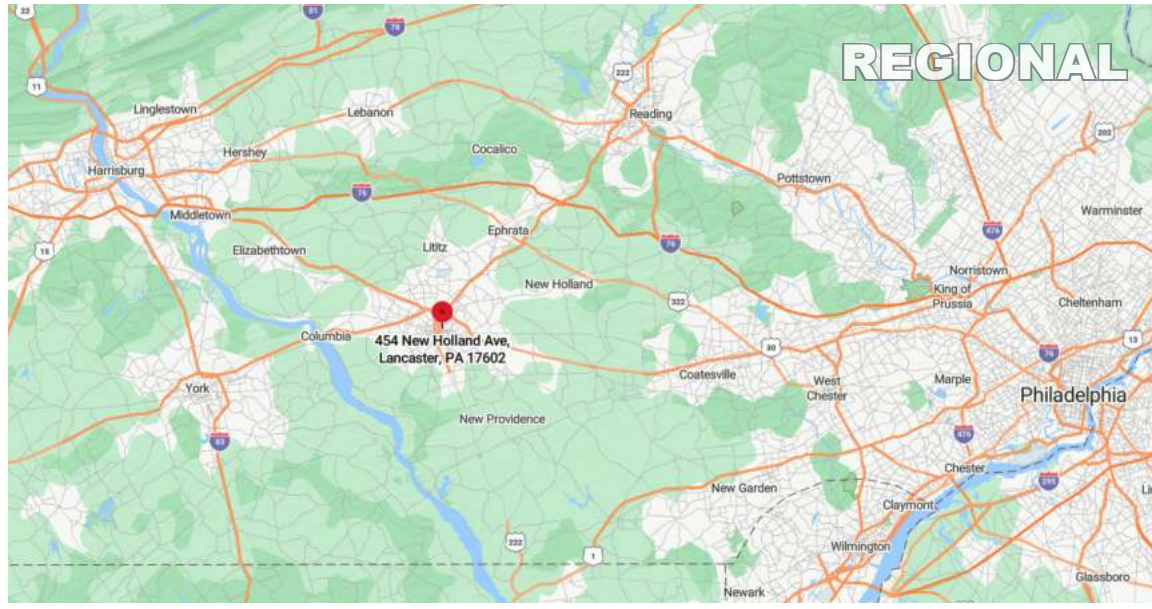 22
81
78
REGIONAL
222
11
Linglestown
Lebanon
Reading
202
Hershey
Cocalico
Harrisburg
Pottstown
76
Middletown
Warminster
Ephrata
476
18
Elizabethtown
Lititz
76
Norristown
New Holland
King of
Prussia
322
Cheltenham
Columbia
454 New Holland Ave,
Lancaster, PA 17602
13
30
76
Coatesville
West
Chester
Marple
York
Philadelphia
New Providence
83
476
Chester
New Garden
295
Claymont
222
1
Wilmington
Glassboro
Newark